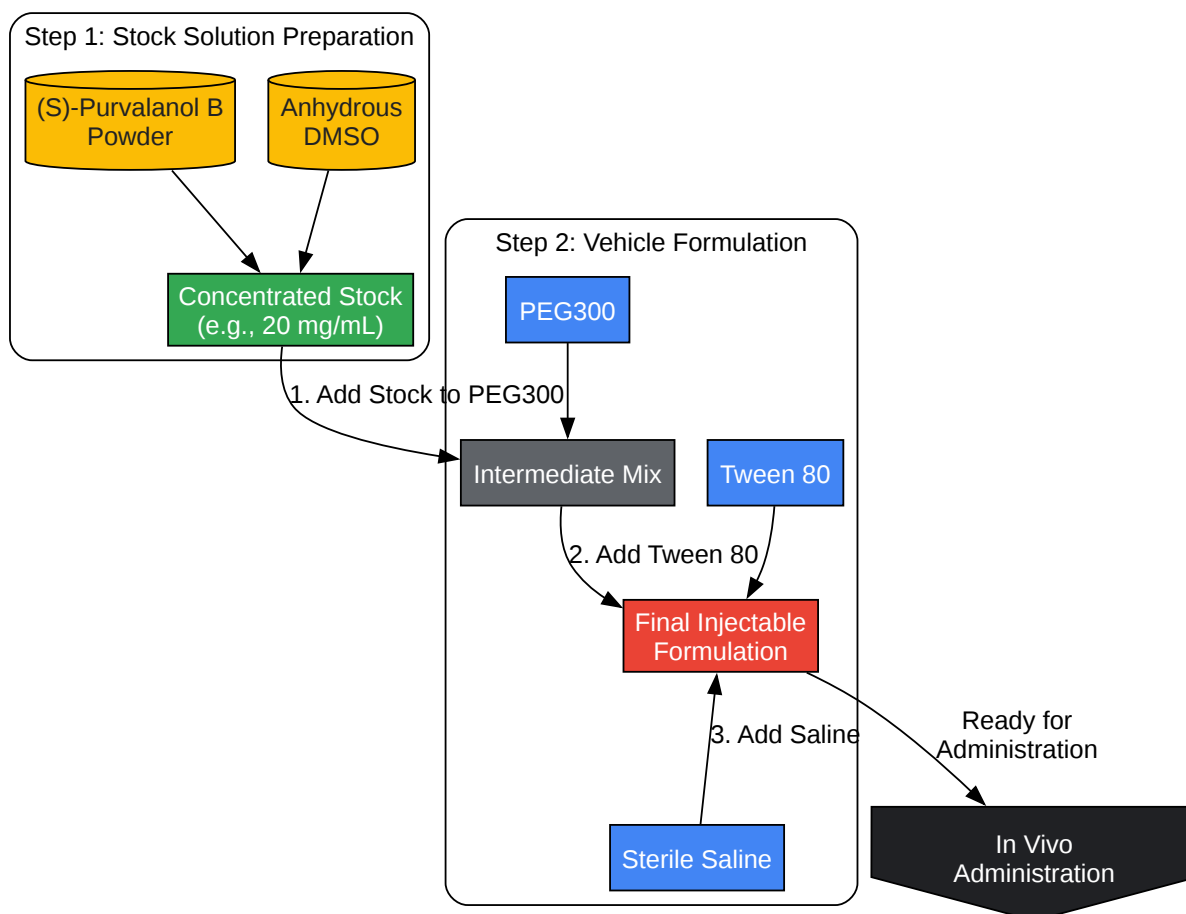 Step 1: Stock Solution Preparation
(S)-Purvalanol B
Powder
Anhydrous
DMSO
Concentrated Stock
(e.g., 20 mg/mL)
Step 2: Vehicle Formulation
PEG300
1. Add Stock to PEG300
Intermediate Mix
Tween 80
2. Add Tween 80
Final Injectable
Formulation
3. Add Saline
Ready for
Administration
Sterile Saline
In Vivo
Administration